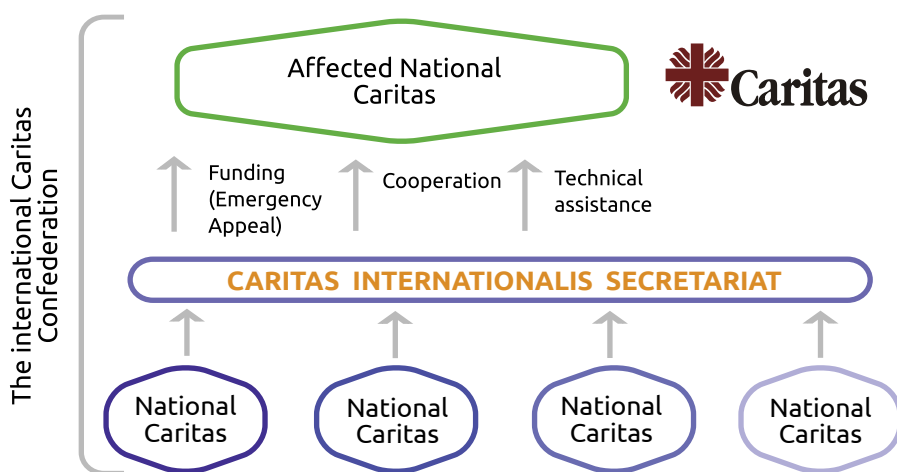 The international Caritas
Confederation
Affected National
Caritas
Caritas
Funding
(Emergency
Appeal)
Cooperation
Technical
assistance
CARITAS INTERNATIONALIS SECRETARIAT
National
Caritas
National
Caritas
National
Caritas
National
Caritas